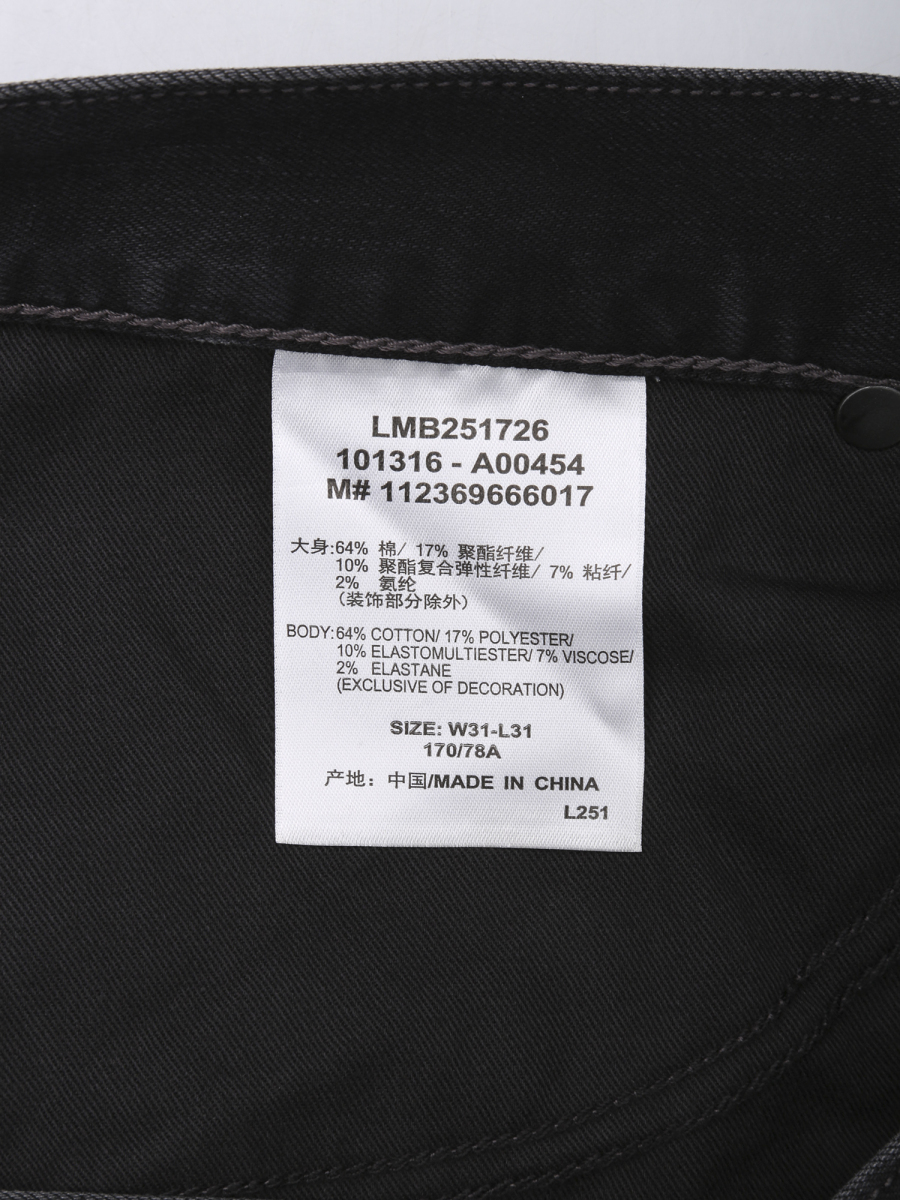 LMB251726
101316 - A00454
M# 112369666017
大身:64% 棉/ 17% 聚酯纤维/
10% 聚酯复合弹性纤维/ 7% 粘纤/
2% 氨纶
(装饰部分除外)
BODY:64% COTTON/ 17% POLYESTER/
10% ELASTOMULTIESTER/ 7% VISCOSE/
2% ELASTANE
(EXCLUSIVE OF DECORATION)
SIZE: W31-L31
170/78A
产地：中国/MADE IN CHINA
L251